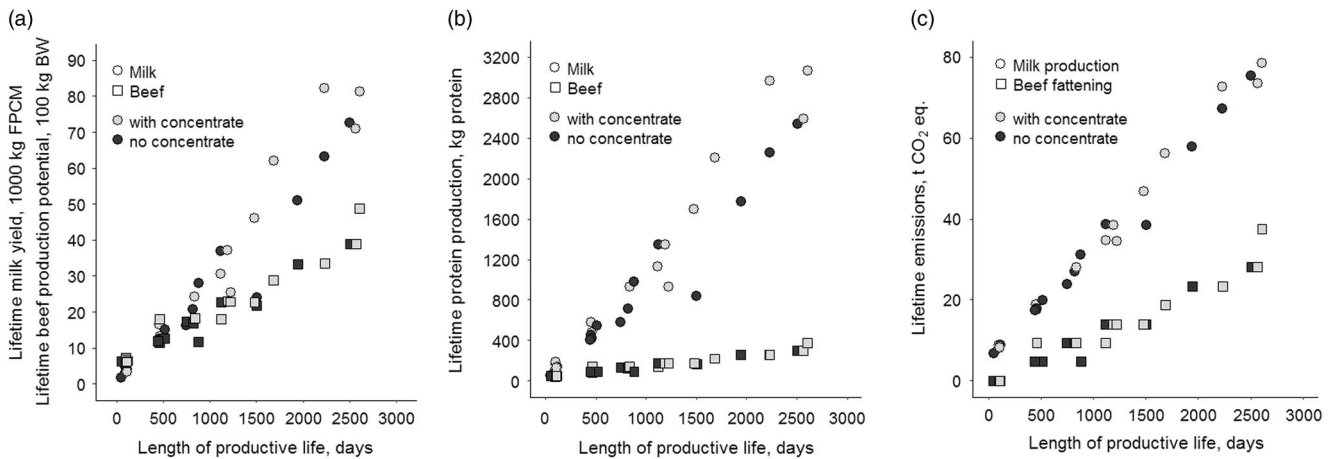 (a)
Lifetime milk yield, 1000 kg FPCM
Lifetime beef production potential, 100 kg BW
90
80
70
60
50
40
30
20
10
0
Milk
Beef
with concentrate
no concentrate
0 500 1000 1500 2000 2500 3000
Length of productive life, days
(b)
Lifetime protein production, kg protein
3200
2800
2400
2000
1600
1200
800
400
0
Milk
Beef
with concentrate
no concentrate
0 500 1000 1500 2000 2500 3000
Length of productive life, days
(c)
Lifetime emissions, t CO₂ eq.
80
60
40
20
0
Milk production
Beef fattening
with concentrate
no concentrate
0 500 1000 1500 2000 2500 3000
Length of productive life, days